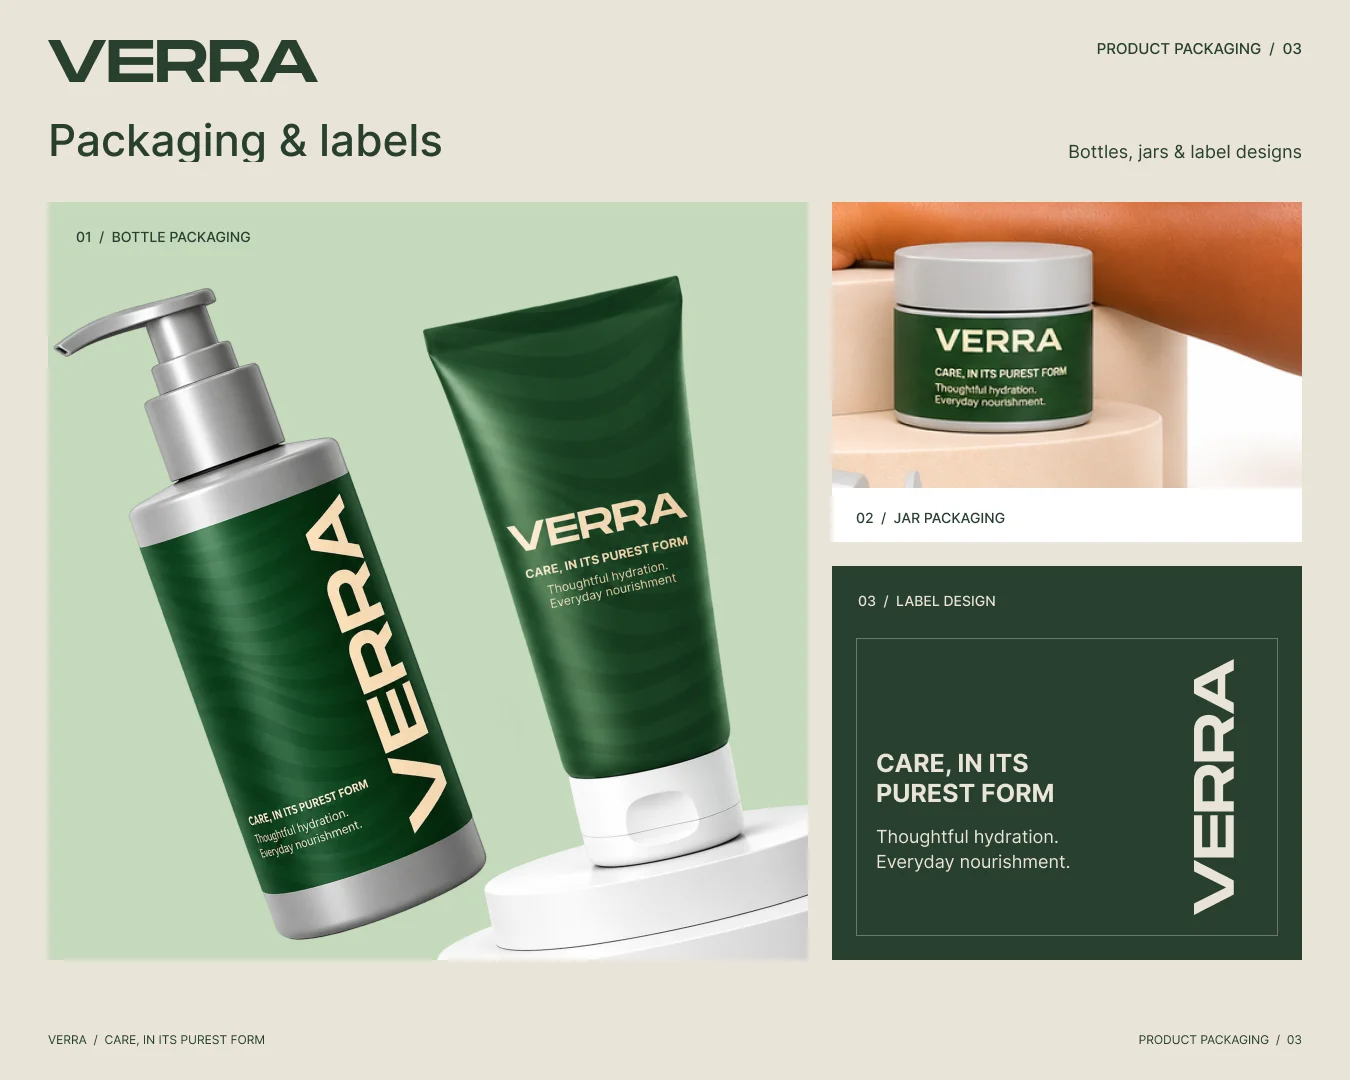 VERRA
PRODUCT PACKAGING / 03
Packaging & labels
Bottles, jars & label designs
01 / BOTTLE PACKAGING
VERRA
CARE, IN ITS PUREST FORM
Thoughtful hydration.
Everyday nourishment.
VERRA
CARE, IN ITS PUREST FORM
Thoughtful hydration.
Everyday nourishment
VERRA
CARE, IN ITS PUREST FORM
Thoughtful hydration.
Everyday nourishment.
02 / JAR PACKAGING
03 / LABEL DESIGN
CARE, IN ITS
PUREST FORM
Thoughtful hydration.
Everyday nourishment.
VERRA
VERRA / CARE, IN ITS PUREST FORM
PRODUCT PACKAGING / 03